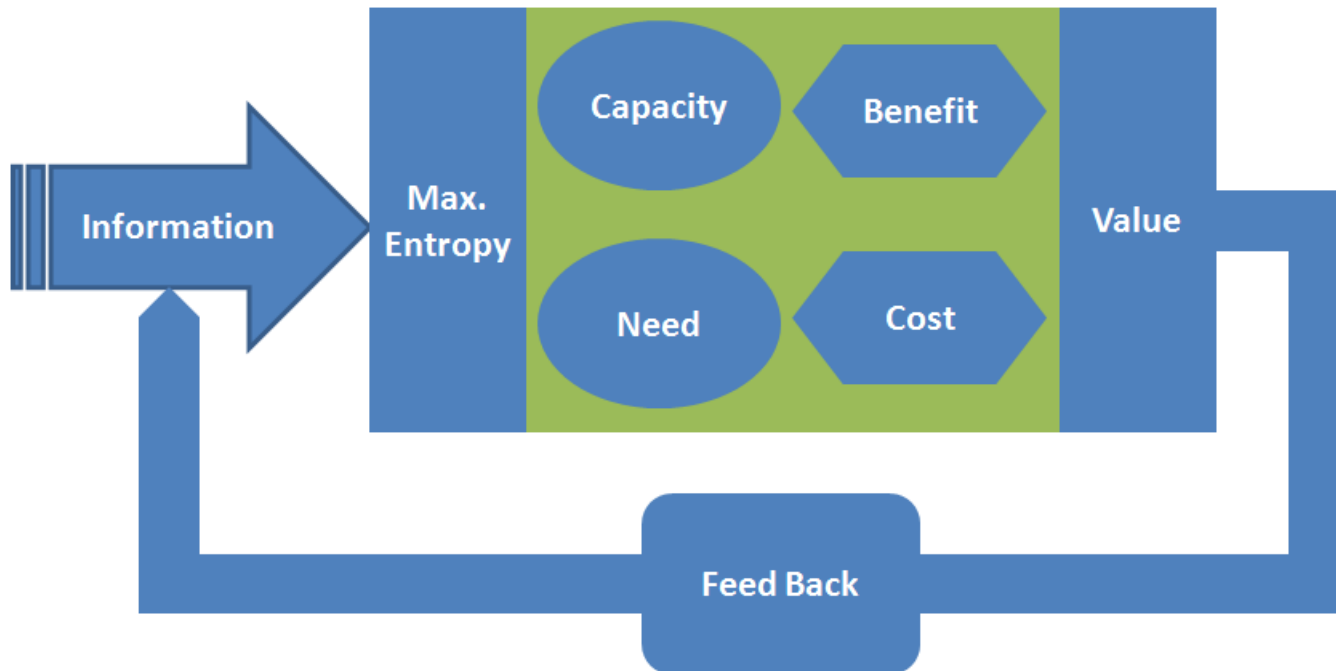 Capacity
Benefit
Information
Max.
Entropy
Value
Need
Cost
Feed Back